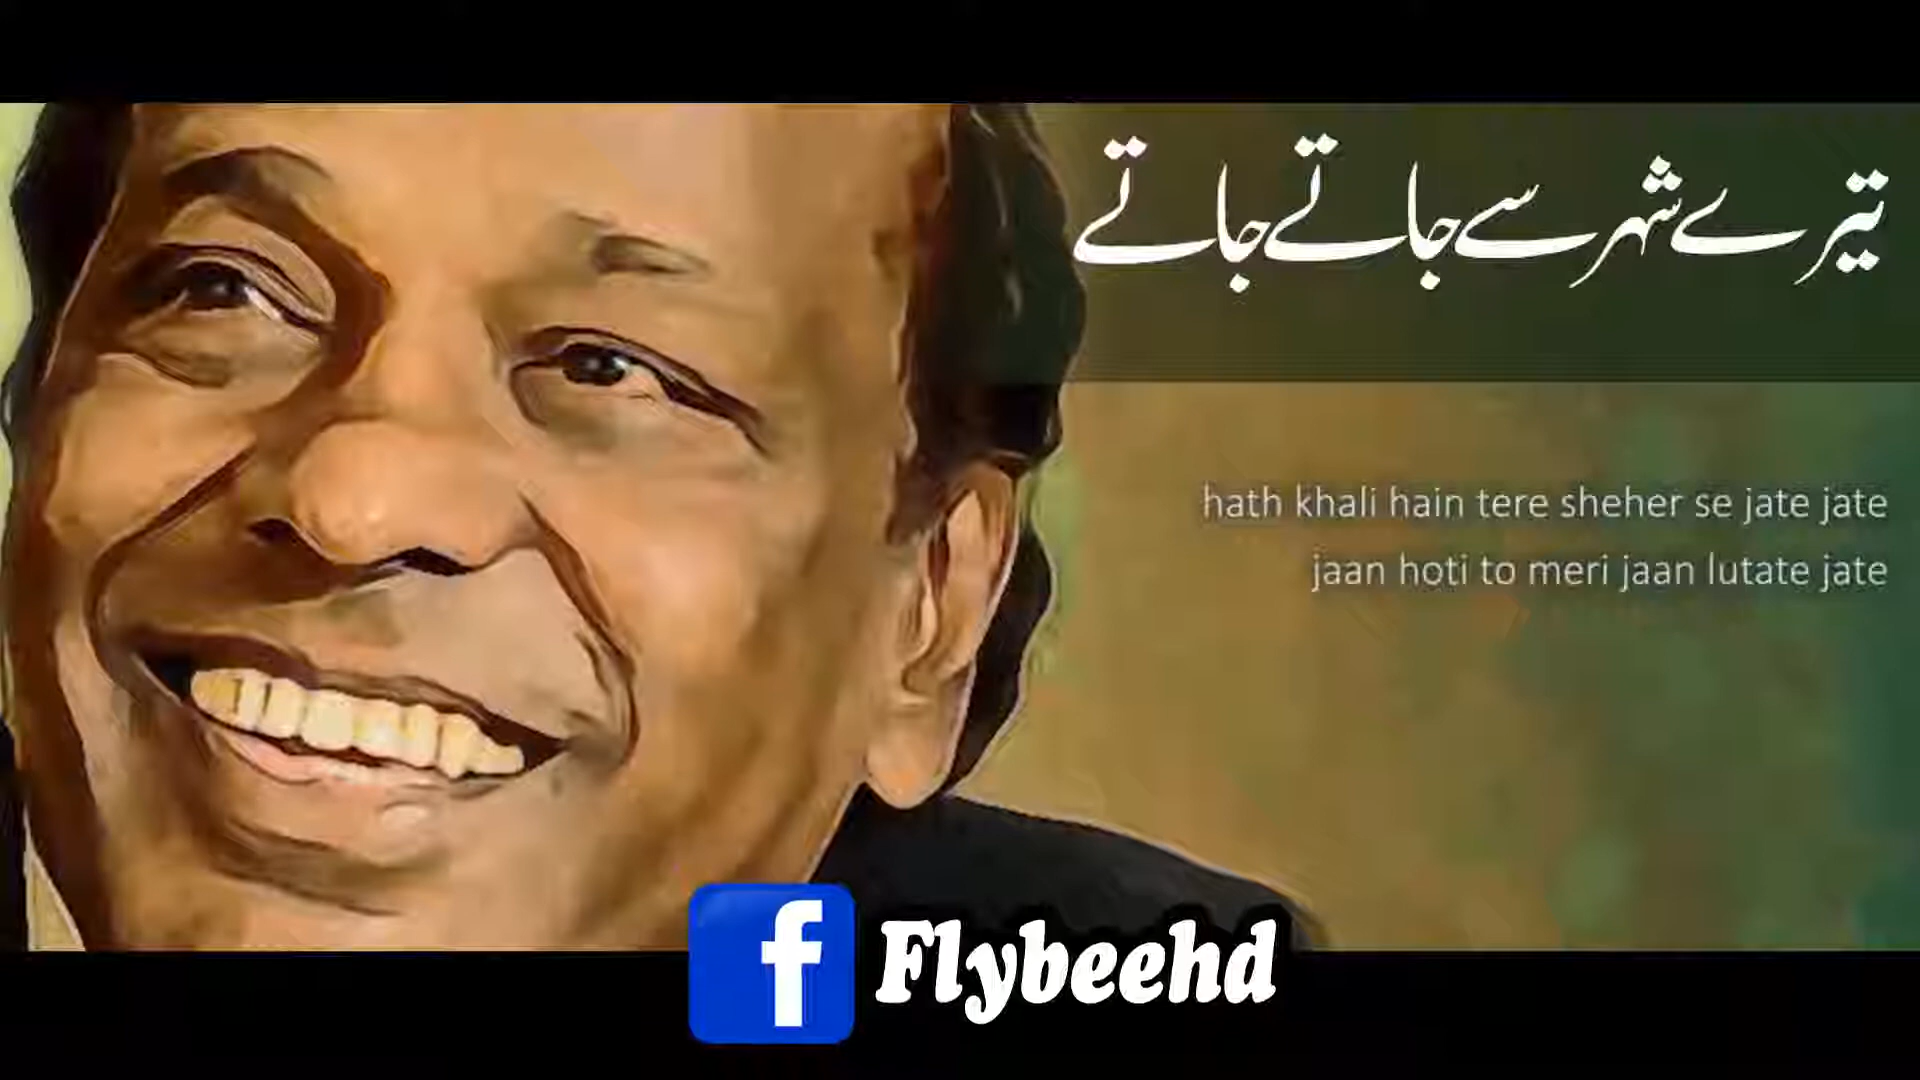 تیرے شہر سے جاتے جاتے
hath khali hain tere sheher se jate jate
jaan hoti to meri jaan lutate jate
f Flybeehd